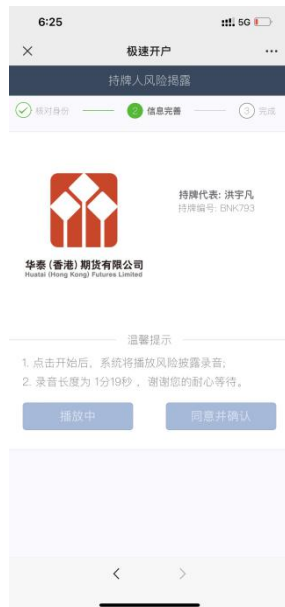 6:25
5G
极速开户
持牌人风险揭露
核对身份
2 信息完善
3 完成
持牌代表: 洪宇凡
持牌编号: BNK793
华泰(香港)期货有限公司
Huatai (Hong Kong) Futures Limited
温馨提示
1. 点击开始后，系统将播放风险披露录音;
2. 录音长度为 1分19秒 ，谢谢您的耐心等待。
播放中
同意并确认